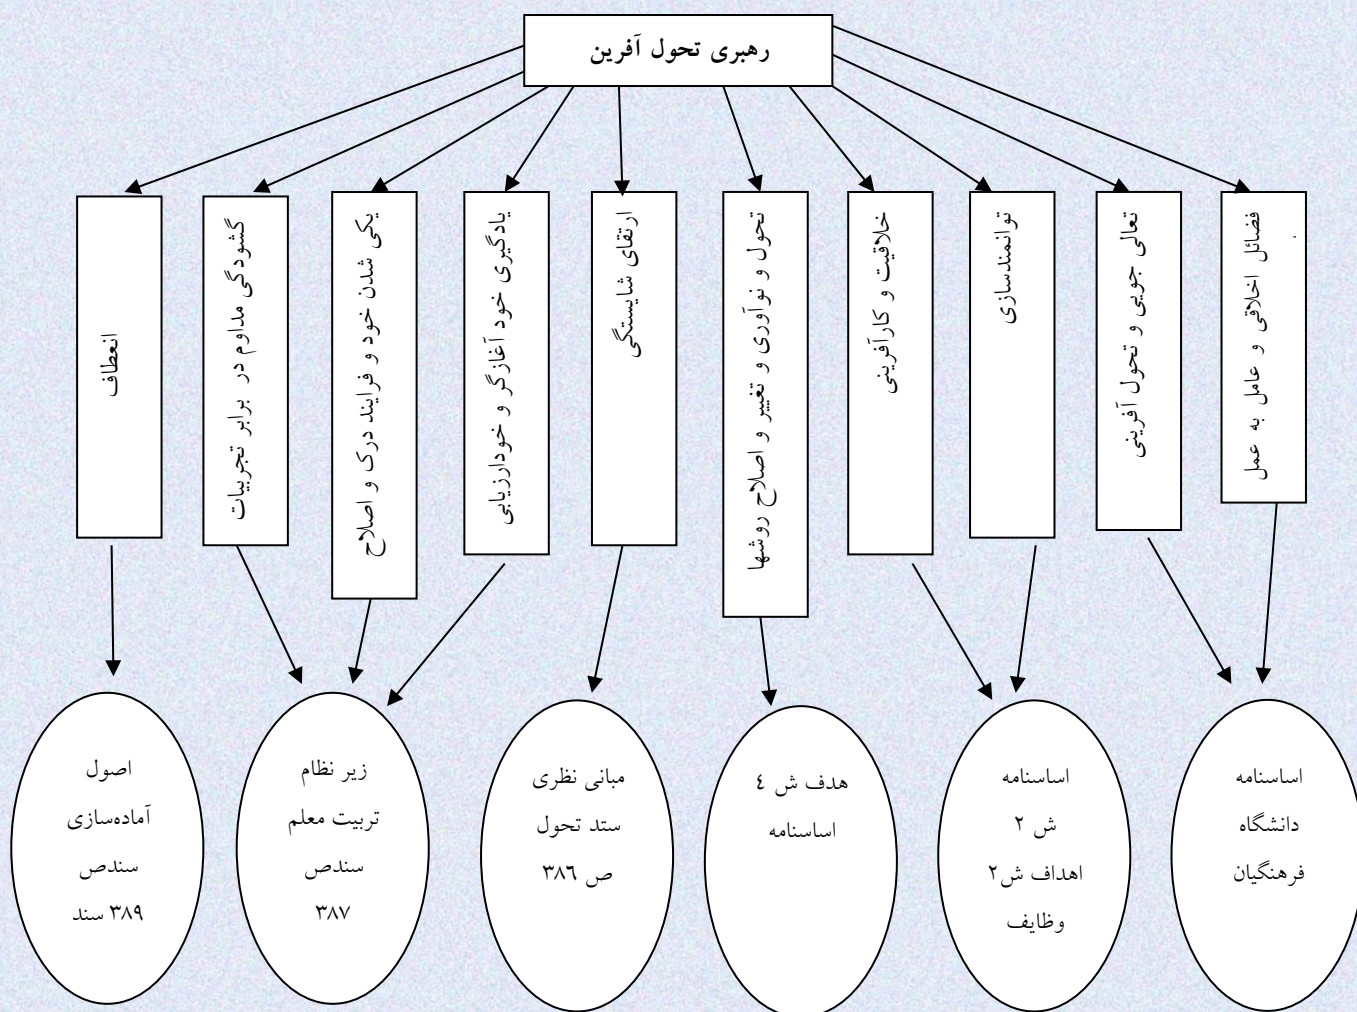 رهبری تحول آفرین
فضائل اخلاقی و عامل به عمل
تعالی جویی و تحول آفرینی
توانمندسازی
خلاقیت و کارآفرینی
تحول و نوآوری و تغییر و اصلاح روشها
ارتقای شایستگی
یادگیری خود آغازگر و خودارزیابی
یکی شدن خود و فرایند درک و اصلاح
گشودگی مداوم در برابر تجربیات
انعطاف
اساسنامه
دانشگاه
فرهنگیان
اساسنامه
ش ۲
اهداف ش۲
وظایف
هدف ش ٤
اساسنامه
مبانی نظری
ستد تحول
ص ۳۸٦
زیر نظام
تربیت معلم
سندص
۳۸۷
اصول
آماده‌سازی
سندص
۳۸۹ سند